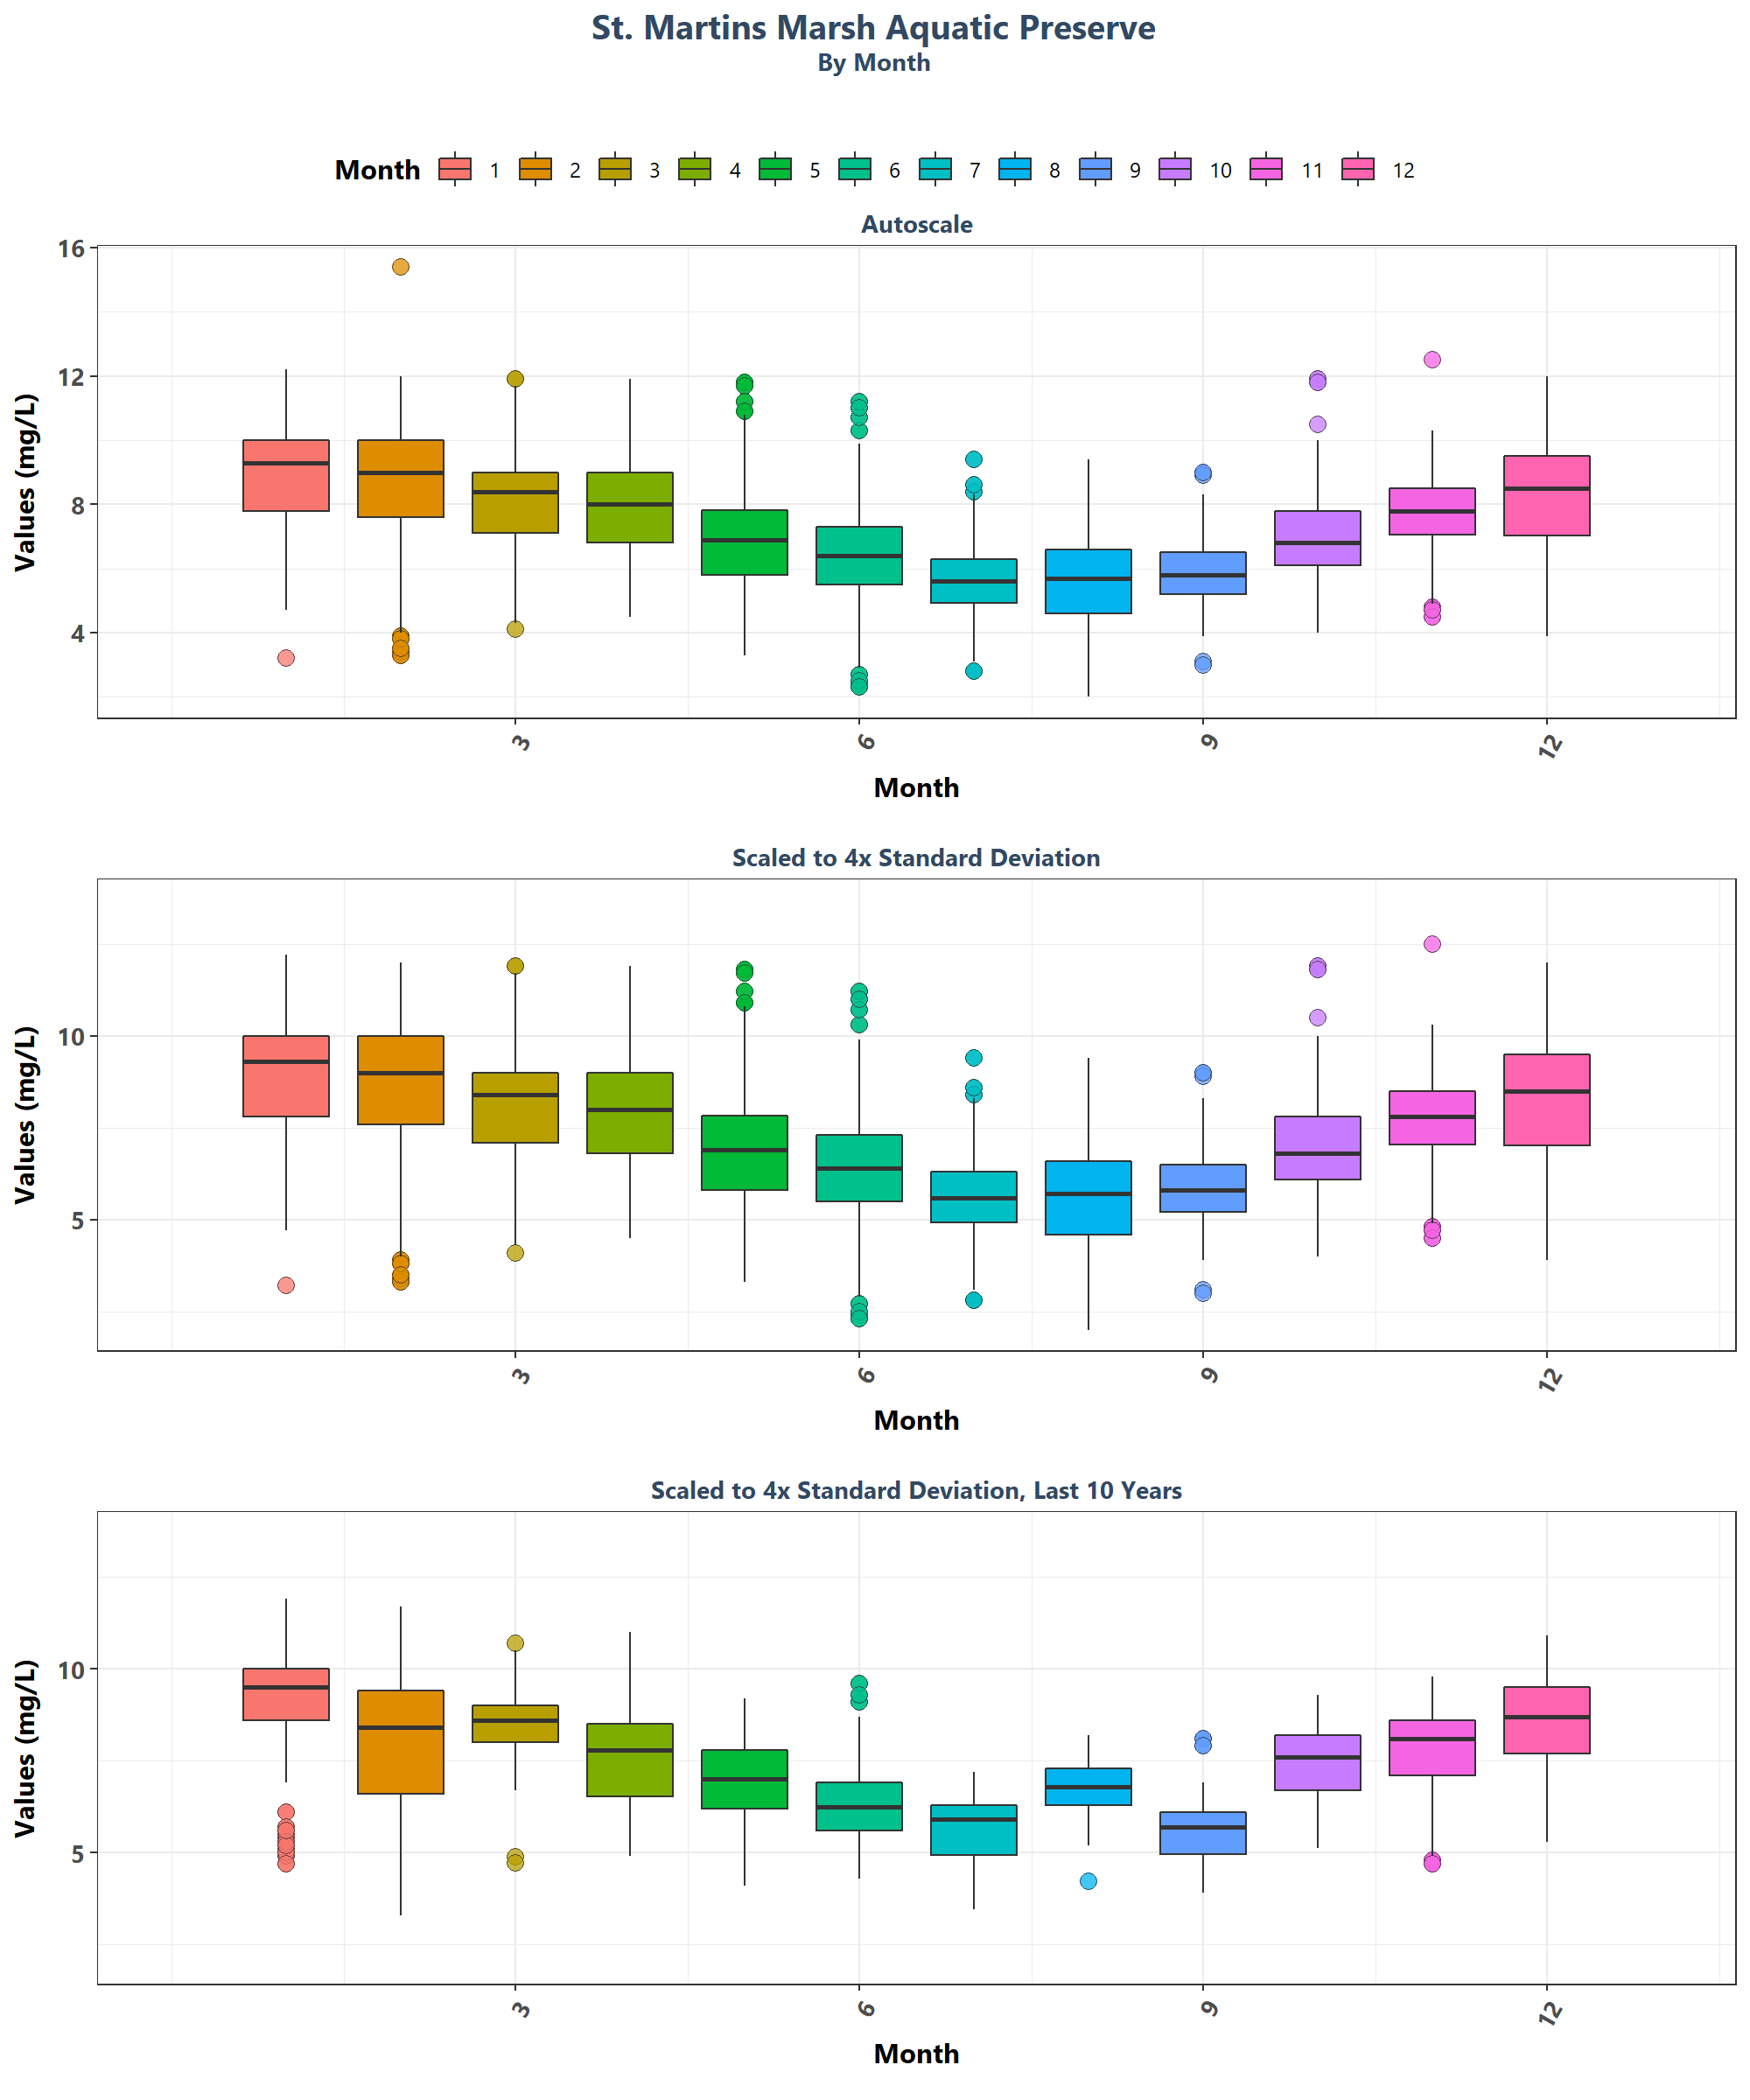 St. Martins Marsh Aquatic Preserve
By Month
Month 1 2 3 4 5 6 7 8 9 10 11 12
Autoscale
Values (mg/L)
16
12
8
4
3 6 9 12
Month
Scaled to 4x Standard Deviation
Values (mg/L)
10
5
3 6 9 12
Month
Scaled to 4x Standard Deviation, Last 10 Years
Values (mg/L)
10
5
3 6 9 12
Month